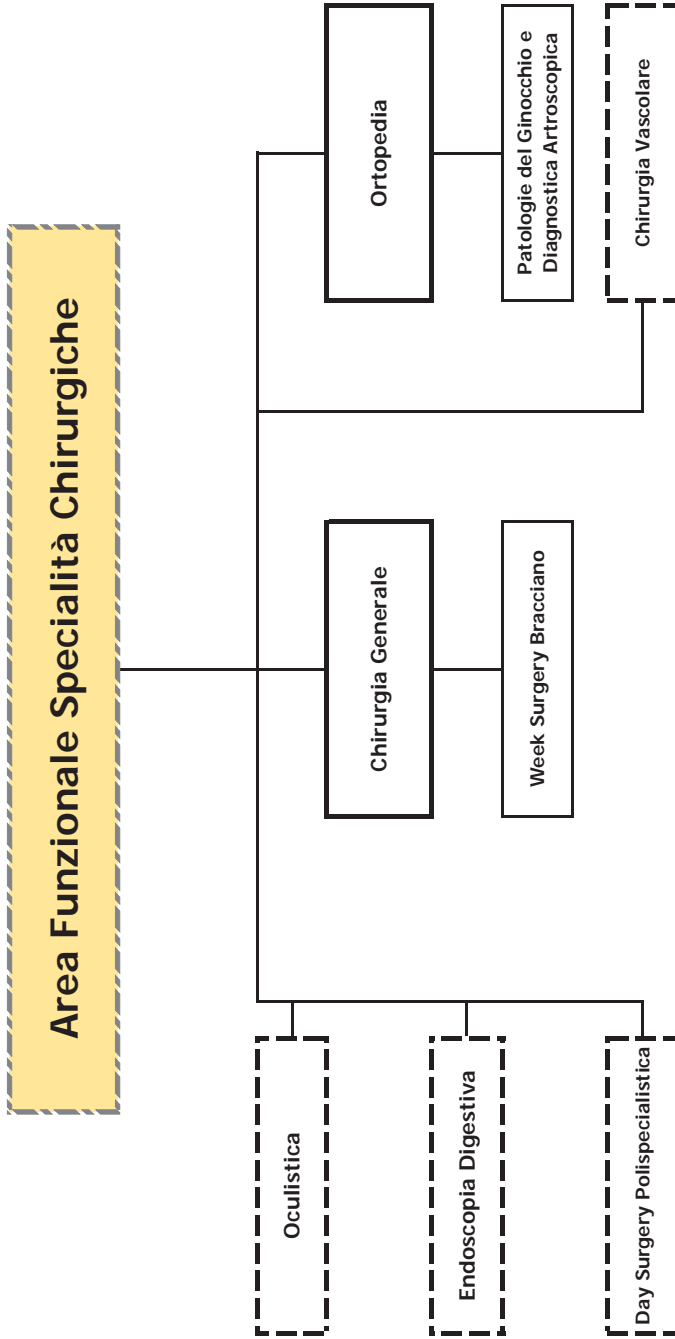 Area Funzionale Specialità Chirurgiche
Oculistica
Endoscopia Digestiva
Day Surgery Polispecialistica
Chirurgia Generale
Week Surgery Bracciano
Ortopedia
Patologie del Ginocchio e
Diagnostica Artroscopica
Chirurgia Vascolare